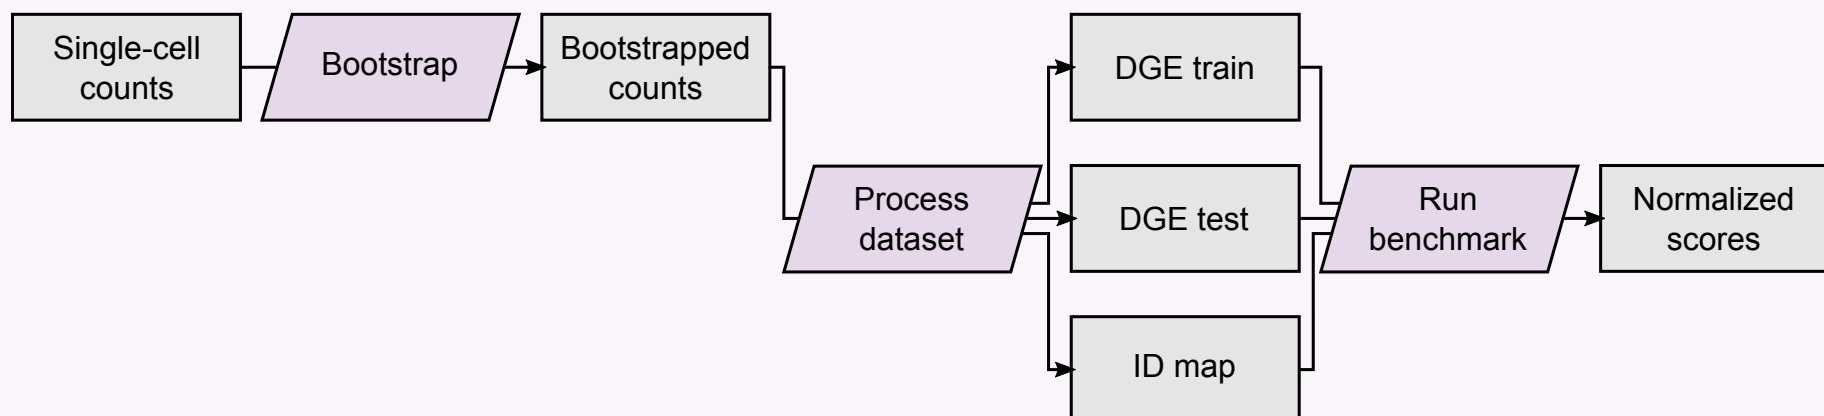 Single-cell
counts
Bootstrap
Bootstrapped
counts
Process
dataset
DGE train
DGE test
ID map
Run
benchmark
Normalized
scores